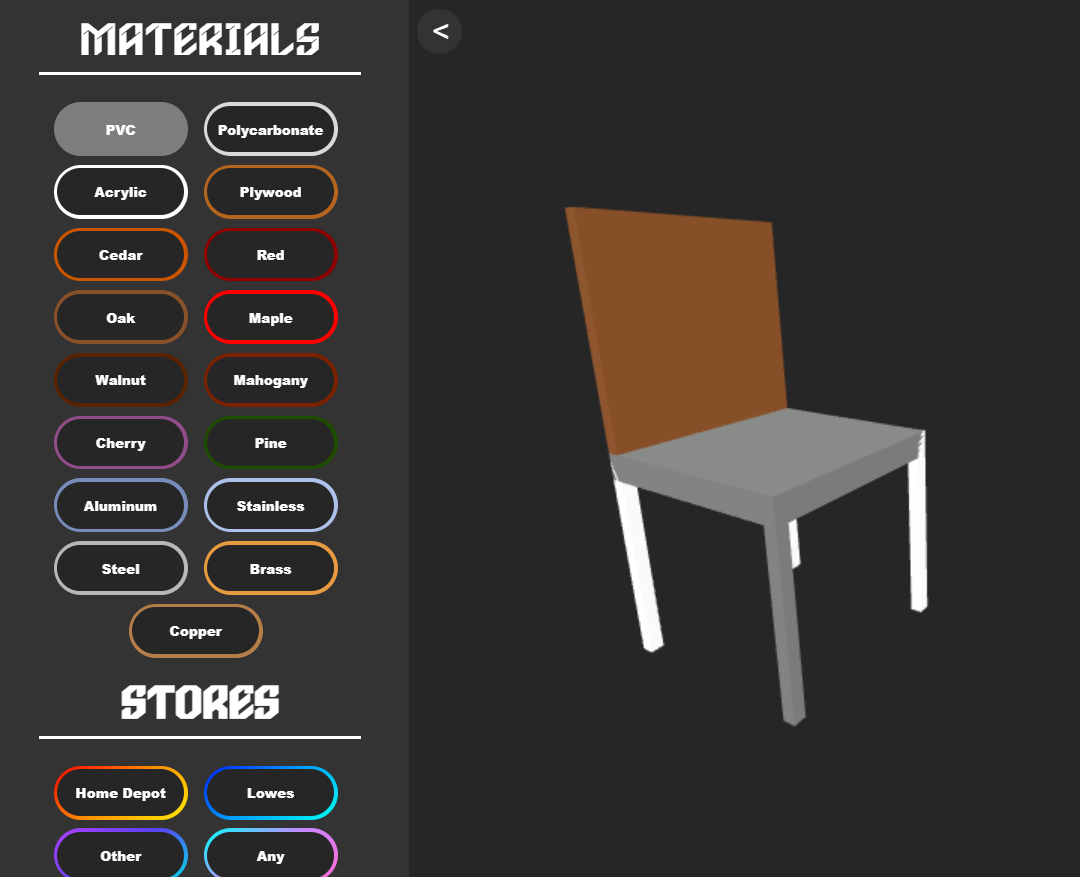 MATERIALS
<
PVC
Polycarbonate
Acrylic
Plywood
Cedar
Red
Oak
Maple
Walnut
Mahogany
Cherry
Pine
Aluminum
Stainless
Steel
Brass
Copper
STORES
Home Depot
Lowes
Other
Any